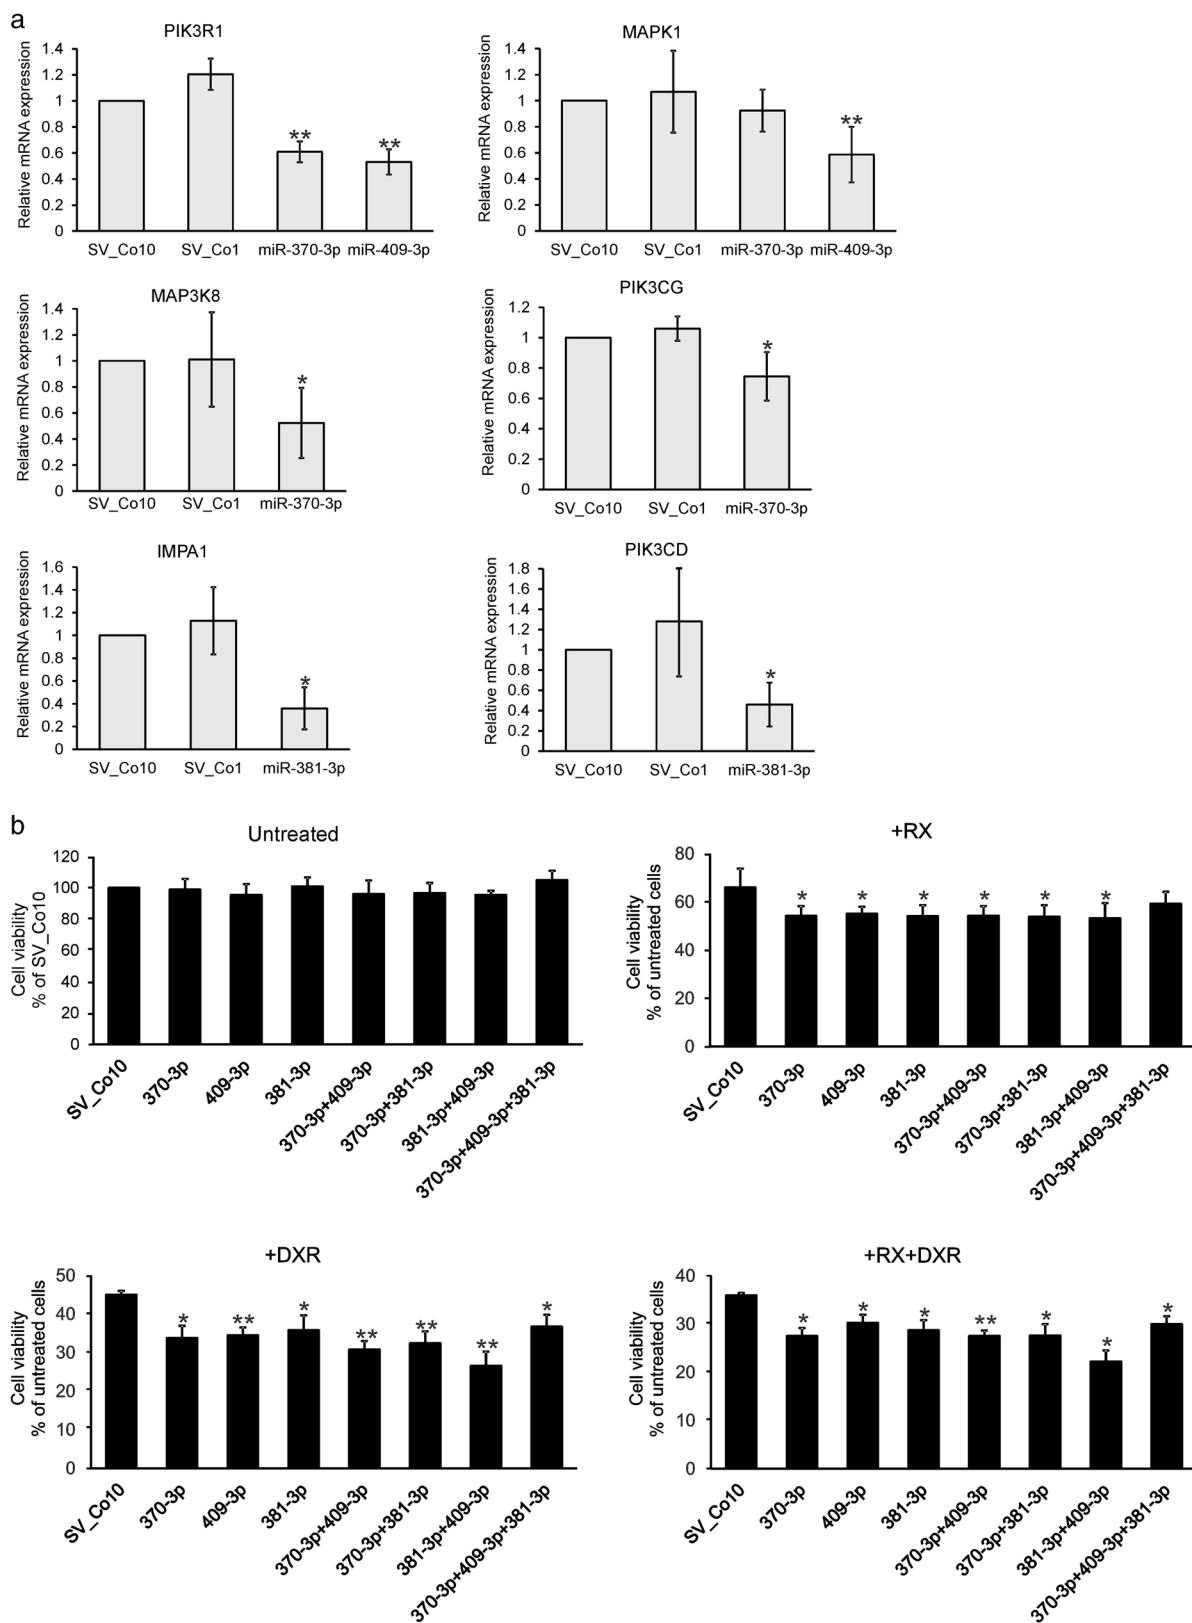 a
PIK3R1
Relative mRNA expression
1.4
1.2
1
0.8
0.6
0.4
0.2
0
** **
SV_Co10 SV_Co1 miR-370-3p miR-409-3p
MAPK1
Relative mRNA expression
1.4
1.2
1
0.8
0.6
0.4
0.2
0
**
SV_Co10 SV_Co1 miR-370-3p miR-409-3p
MAP3K8
Relative mRNA expression
1.4
1.2
1
0.8
0.6
0.4
0.2
0
*
SV_Co10 SV_Co1 miR-370-3p
PIK3CG
Relative mRNA expression
1.2
1
0.8
0.6
0.4
0.2
0
*
SV_Co10 SV_Co1 miR-370-3p
IMPA1
Relative mRNA expression
1.6
1.4
1.2
1
0.8
0.6
0.4
0.2
0
*
SV_Co10 SV_Co1 miR-381-3p
PIK3CD
Relative mRNA expression
1.8
1.6
1.4
1.2
1
0.8
0.6
0.4
0.2
0
*
SV_Co10 SV_Co1 miR-381-3p
b
Untreated
Cell viability
% of SV_Co10
120
100
80
60
40
20
0
SV_Co10
370-3p
409-3p
381-3p
370-3p+409-3p
370-3p+381-3p
381-3p+409-3p
370-3p+409-3p+381-3p
+RX
Cell viability
% of untreated cells
80
60
40
20
0
* * * * * *
SV_Co10
370-3p
409-3p
381-3p
370-3p+409-3p
370-3p+381-3p
381-3p+409-3p
370-3p+409-3p+381-3p
+DXR
Cell viability
% of untreated cells
50
40
30
20
10
0
* ** * ** ** ** *
SV_Co10
370-3p
409-3p
381-3p
370-3p+409-3p
370-3p+381-3p
381-3p+409-3p
370-3p+409-3p+381-3p
+RX+DXR
Cell viability
% of untreated cells
40
30
20
10
0
* * * ** * * *
SV_Co10
370-3p
409-3p
381-3p
370-3p+409-3p
370-3p+381-3p
381-3p+409-3p
370-3p+409-3p+381-3p